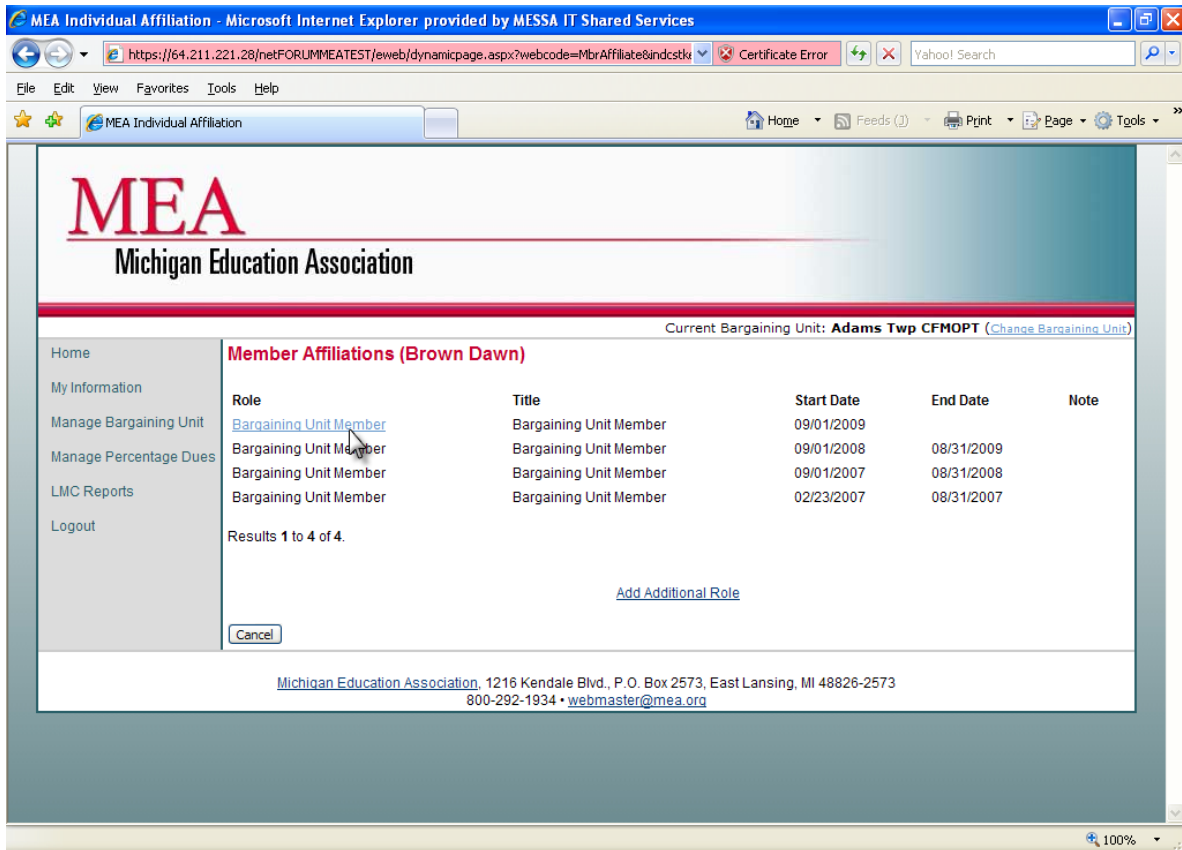 MEA Individual Affiliation - Microsoft Internet Explorer provided by MESSA IT Shared Services
https://64.211.221.28/netFORUMMEATEST/eweb/dynamicpage.aspx?webcode=MbrAffiliate&indcstke Certificate Error Yahoo! Search
File Edit View Favorites Tools Help
MEA Individual Affiliation Home Feeds (J) Print Page Tools »
MEA
Michigan Education Association
Current Bargaining Unit: Adams Twp CFMOPT (Change Bargaining Unit)
Home
My Information
Manage Bargaining Unit
Manage Percentage Dues
LMC Reports
Logout
Member Affiliations (Brown Dawn)
Role Title Start Date End Date Note
Bargaining Unit Member Bargaining Unit Member 09/01/2009
Bargaining Unit Member Bargaining Unit Member 09/01/2008 08/31/2009
Bargaining Unit Member Bargaining Unit Member 09/01/2007 08/31/2008
Bargaining Unit Member Bargaining Unit Member 02/23/2007 08/31/2007
Results 1 to 4 of 4.
Add Additional Role
Cancel
Michigan Education Association, 1216 Kendale Blvd., P.O. Box 2573, East Lansing, MI 48826-2573
800-292-1934 • webmaster@mea.org
100%